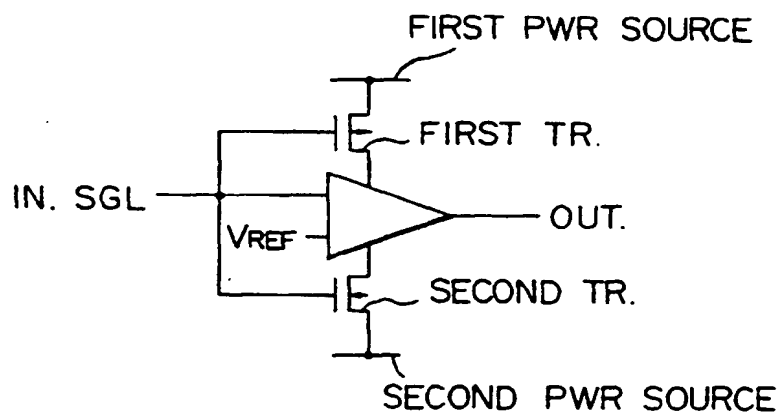 FIRST PWR SOURCE
FIRST TR.
IN. SGL
VREF
OUT.
SECOND TR.
SECOND PWR SOURCE